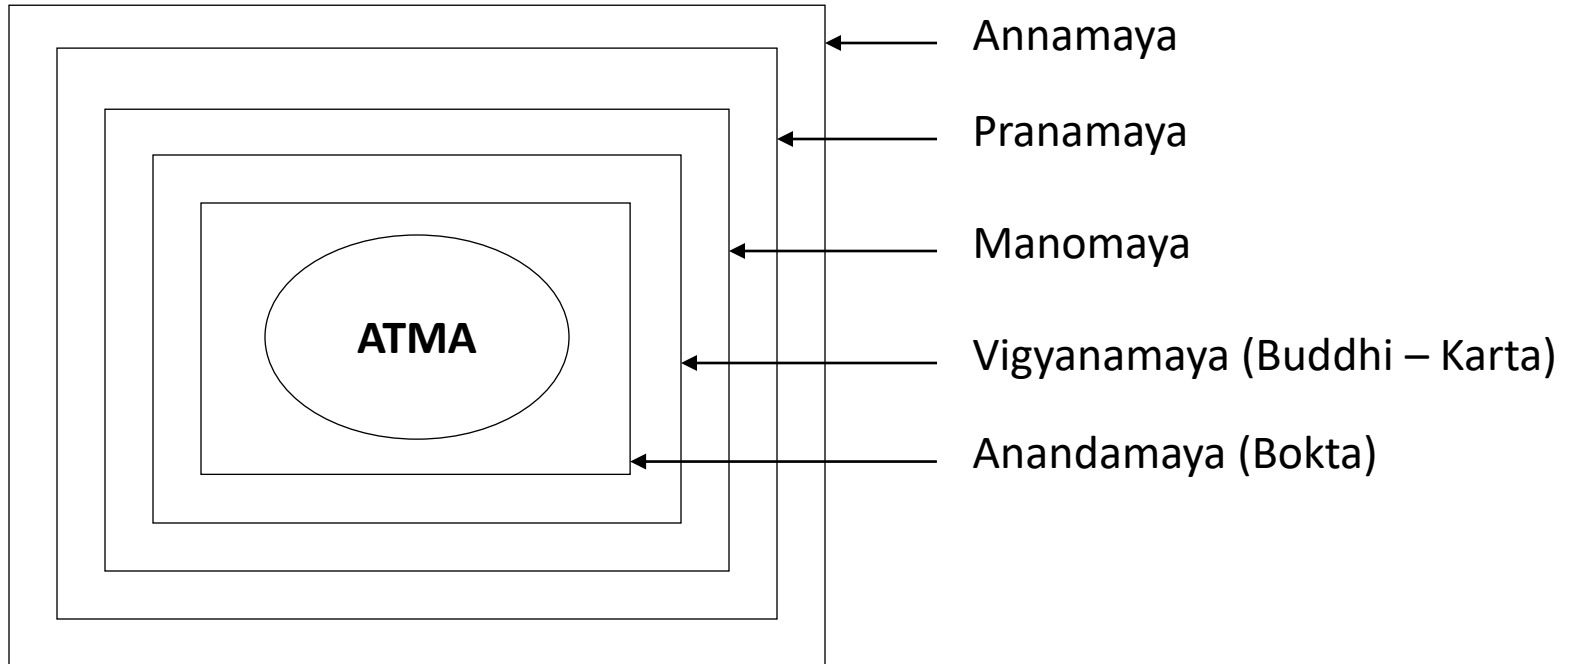 Annamaya
Pranamaya
Manomaya
ATMA
Vigyanamaya (Buddhi – Karta)
Anandamaya (Bokta)